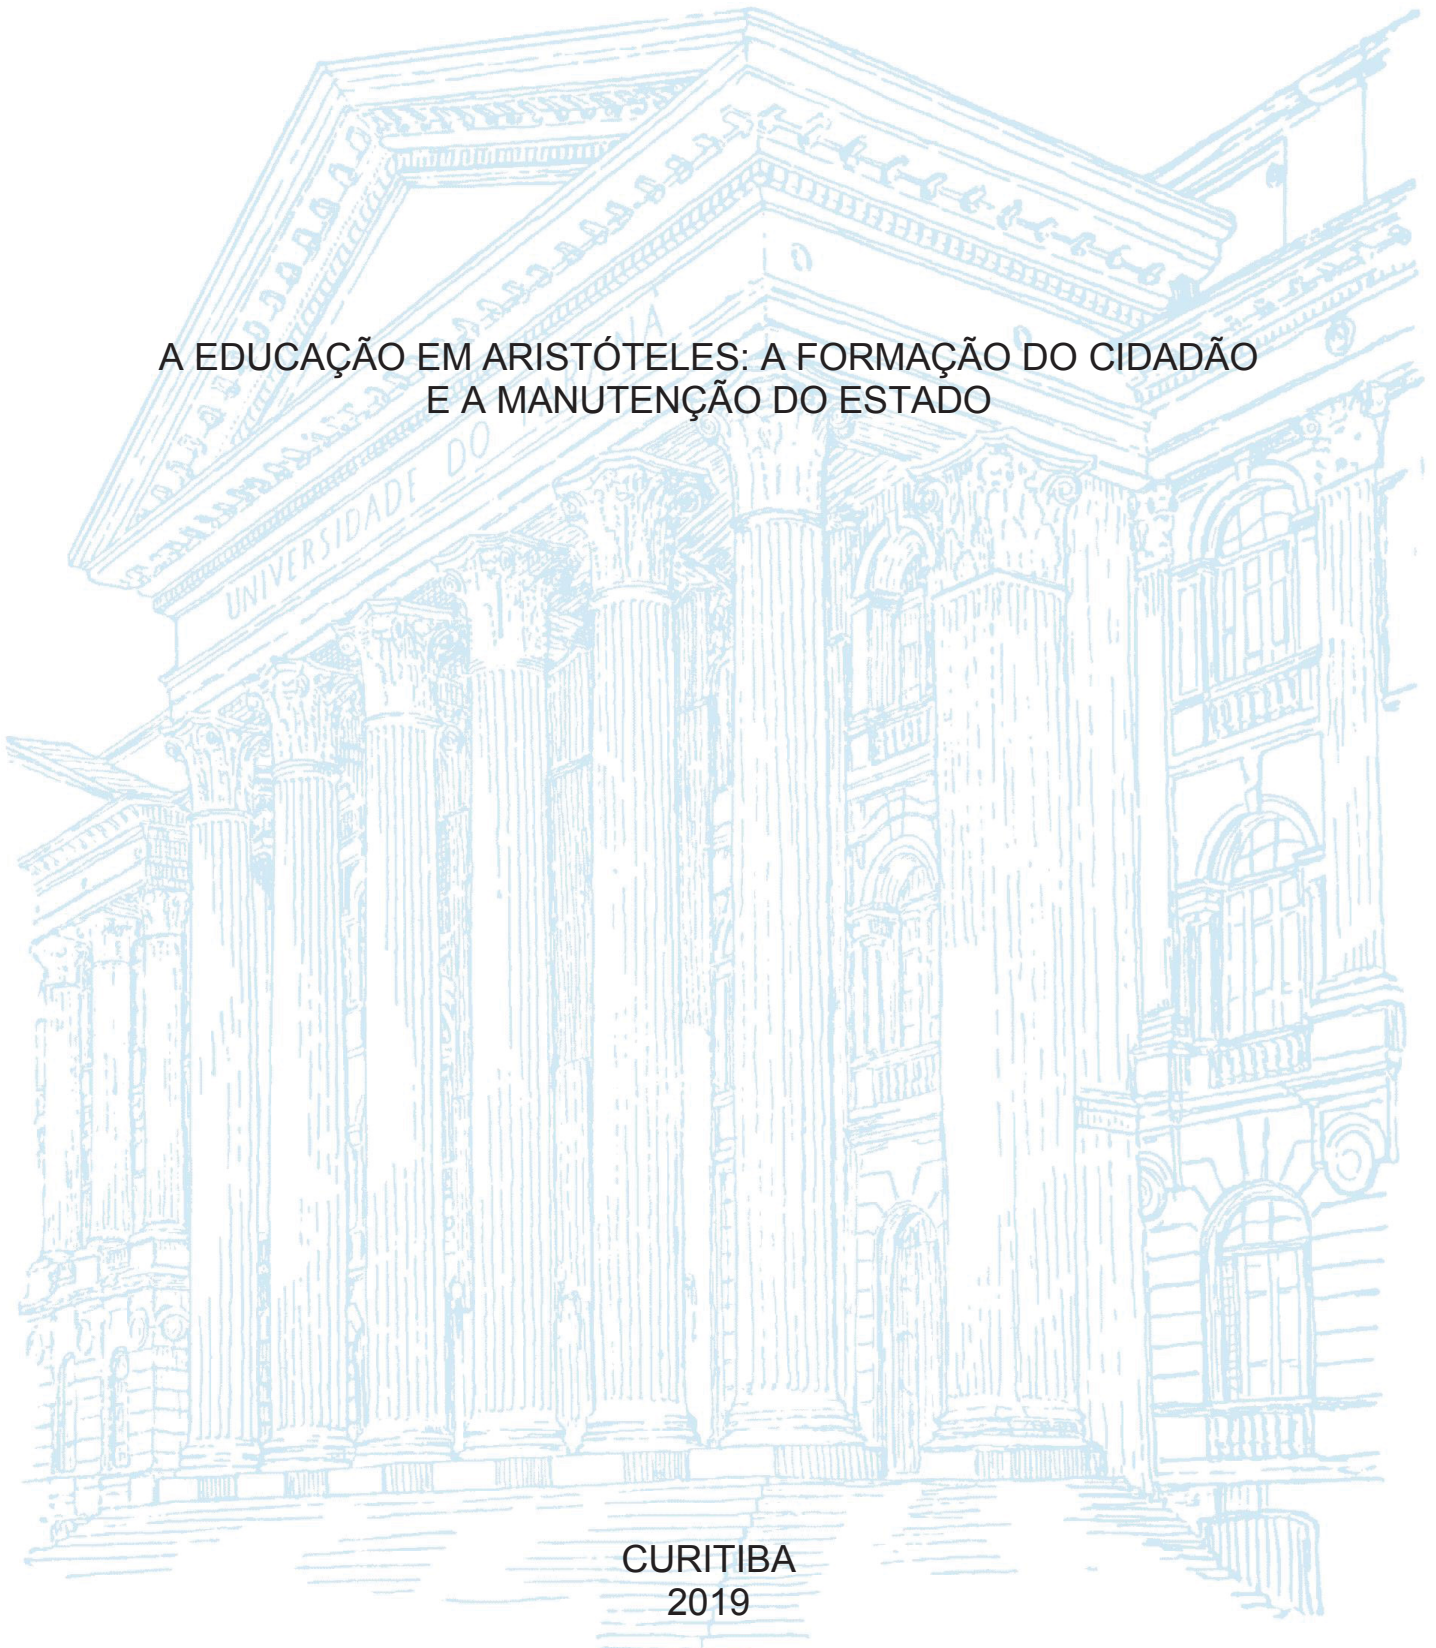 A EDUCAÇÃO EM ARISTÓTELES: A FORMAÇÃO DO CIDADÃO
E A MANUTENÇÃO DO ESTADO
UNIVERSIDADE DO
CURITIBA
2019